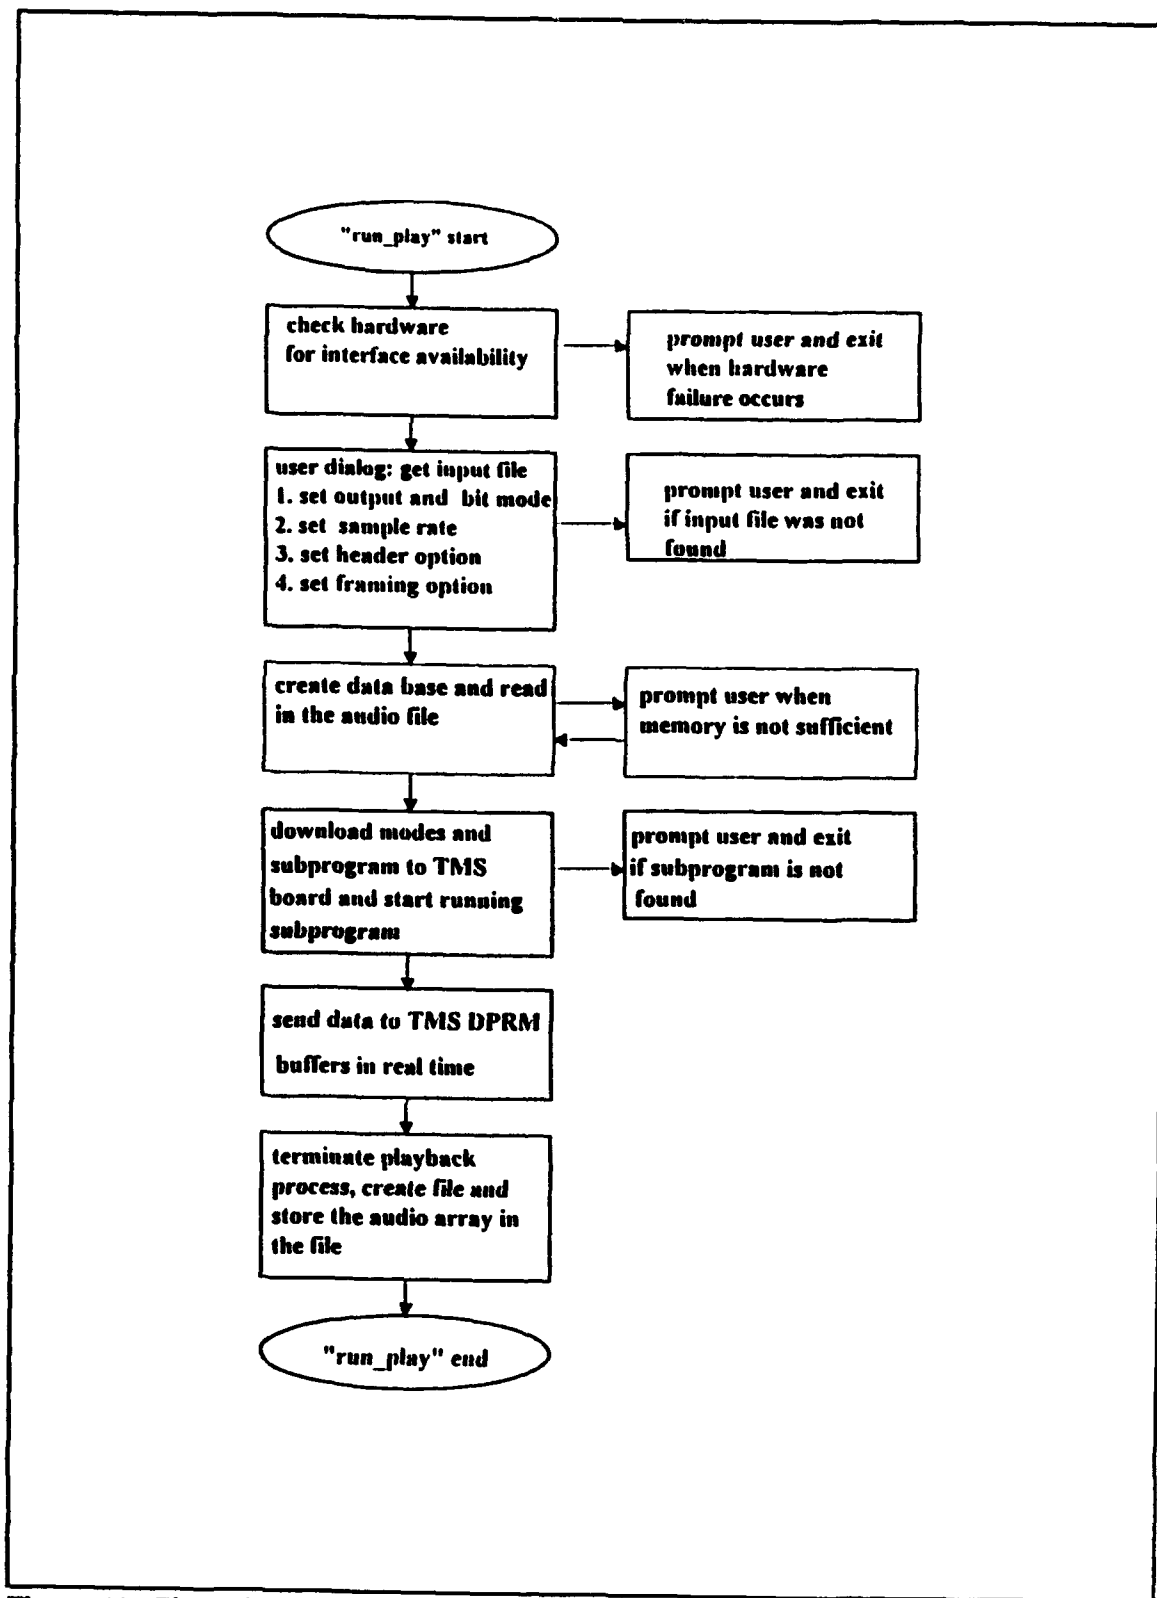 "run_play" start
check hardware
for interface availability
prompt user and exit
when hardware
failure occurs
user dialog: get input file
1. set output and bit mode
2. set sample rate
3. set header option
4. set framing option
prompt user and exit
if input file was not
found
create data base and read
in the audio file
prompt user when
memory is not sufficient
download modes and
subprogram to TMS
board and start running
subprogram
prompt user and exit
if subprogram is not
found
send data to TMS DPRM
buffers in real time
terminate playback
process, create file and
store the audio array in
the file
"run_play" end